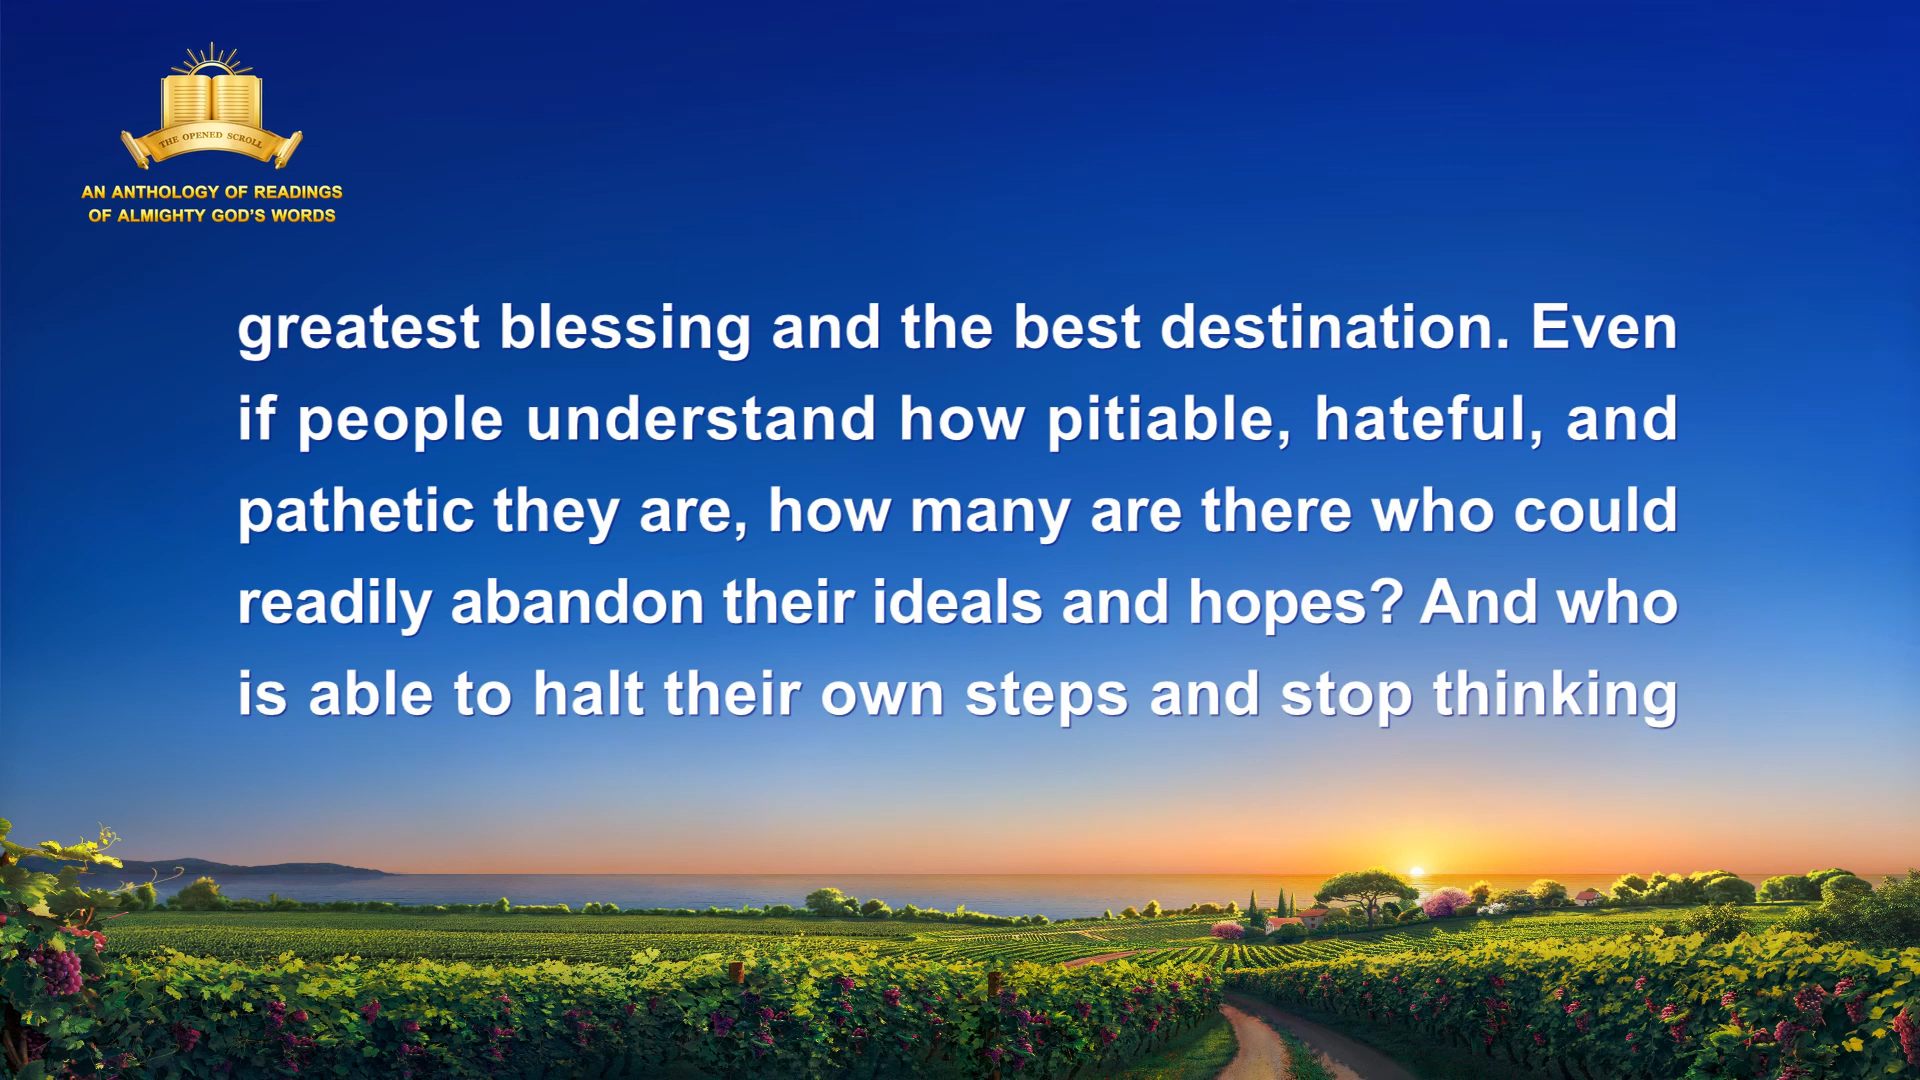 THE OPENED SCROLL
AN ANTHOLOGY OF READINGS
OF ALMIGHTY GOD'S WORDS
greatest blessing and the best destination. Even
if people understand how pitiable, hateful, and
pathetic they are, how many are there who could
readily abandon their ideals and hopes? And who
is able to halt their own steps and stop thinking